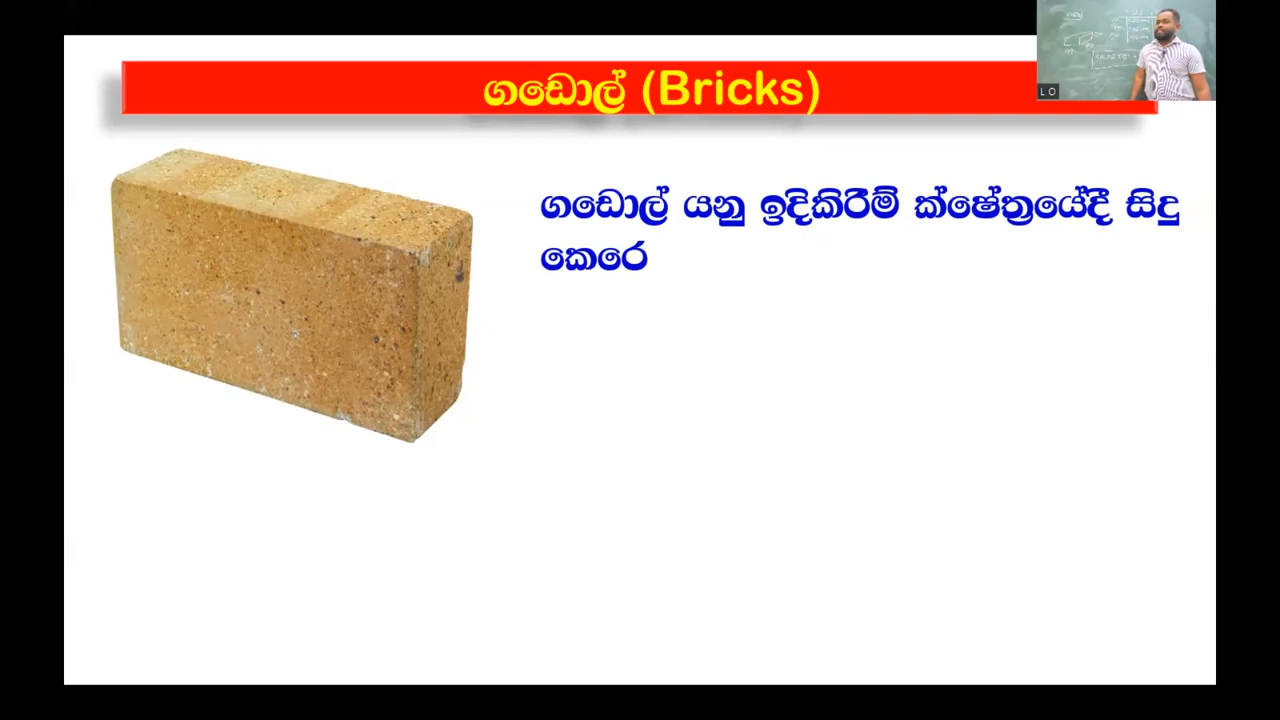 ගඩොල් (Bricks)
L O
ගඩොල් යනු ඉදිකිරීම් ක්ෂේත්‍රයේදී සිදු
කෙරෙ